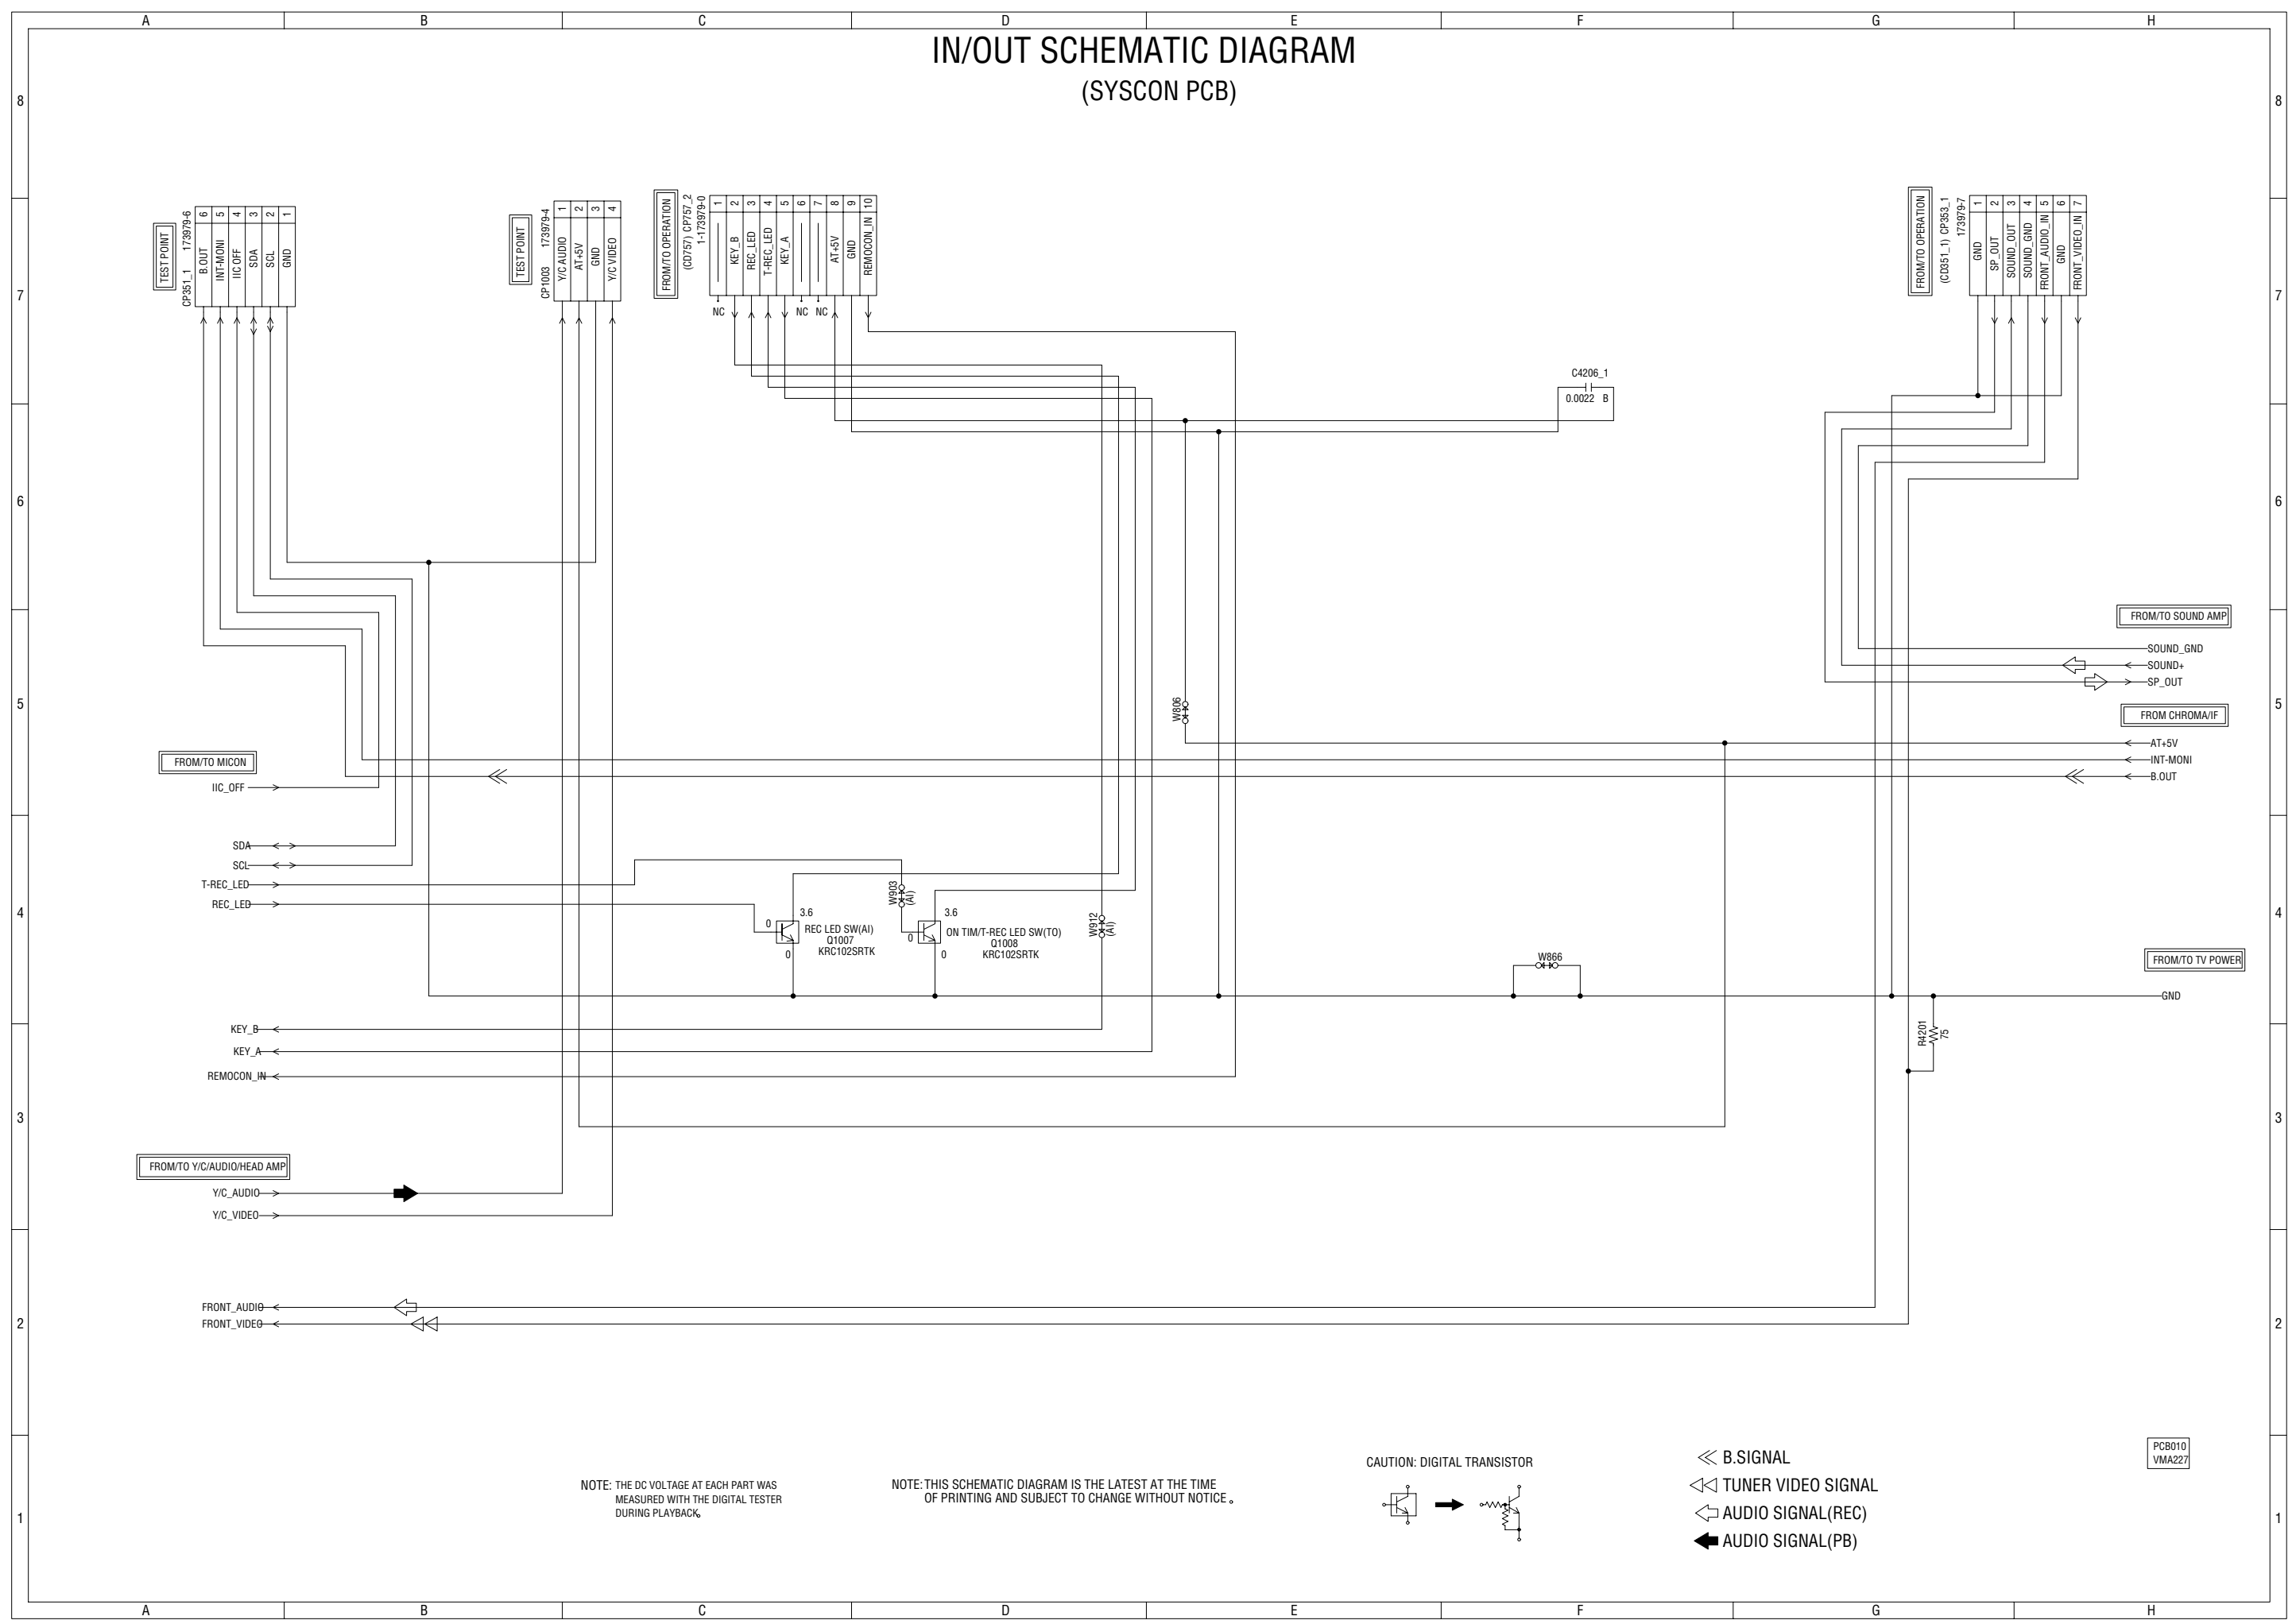 A B C D E F G H
IN/OUT SCHEMATIC DIAGRAM
(SYSCON PCB)
8 8
7 7
6 6
5 5
4 4
3 3
2 2
1 1
TEST POINT
CP351_1 173979-6
6 B.OUT
5 INT-MONI
4 IIC OFF
3 SDA
2 SCL
1 GND
TEST POINT
CP1003 173979-4
1 Y/C AUDIO
2 AT+5V
3 GND
4 Y/C VIDEO
FROM/TO OPERATION
(CD757) CP757_2
1-173979-0
1
2 KEY_B
3 REC_LED
4 T-REC_LED
5 KEY_A
6
7
8 AT+5V
9 GND
10 REMOCON_IN
NC NC NC
FROM/TO OPERATION
(CD351_1) CP353_1
173979-7
1 GND
2 SP_OUT
3 SOUND_OUT
4 SOUND_GND
5 FRONT_AUDIO_IN
6 GND
7 FRONT_VIDEO_IN
C4206_1
0.0022 B
FROM/TO SOUND AMP
SOUND_GND
SOUND+
SP_OUT
FROM CHROMA/IF
AT+5V
INT-MONI
B.OUT
W806
FROM/TO MICON
IIC_OFF
SDA
SCL
T-REC_LED
REC_LED
W903
(AI)
0 3.6
REC LED SW(AI)
Q1007
KRC102SRTK
0
0 3.6
ON TIM/T-REC LED SW(TO)
Q1008
KRC102SRTK
0
W912
(AI)
W866
FROM/TO TV POWER
GND
R4201
75
KEY_B
KEY_A
REMOCON_IN
FROM/TO Y/C/AUDIO/HEAD AMP
Y/C_AUDIO
Y/C_VIDEO
FRONT_AUDIO
FRONT_VIDEO
NOTE: THE DC VOLTAGE AT EACH PART WAS
MEASURED WITH THE DIGITAL TESTER
DURING PLAYBACK。
NOTE: THIS SCHEMATIC DIAGRAM IS THE LATEST AT THE TIME
OF PRINTING AND SUBJECT TO CHANGE WITHOUT NOTICE 。
CAUTION: DIGITAL TRANSISTOR
B.SIGNAL
TUNER VIDEO SIGNAL
AUDIO SIGNAL(REC)
AUDIO SIGNAL(PB)
PCB010
VMA227
A B C D E F G H